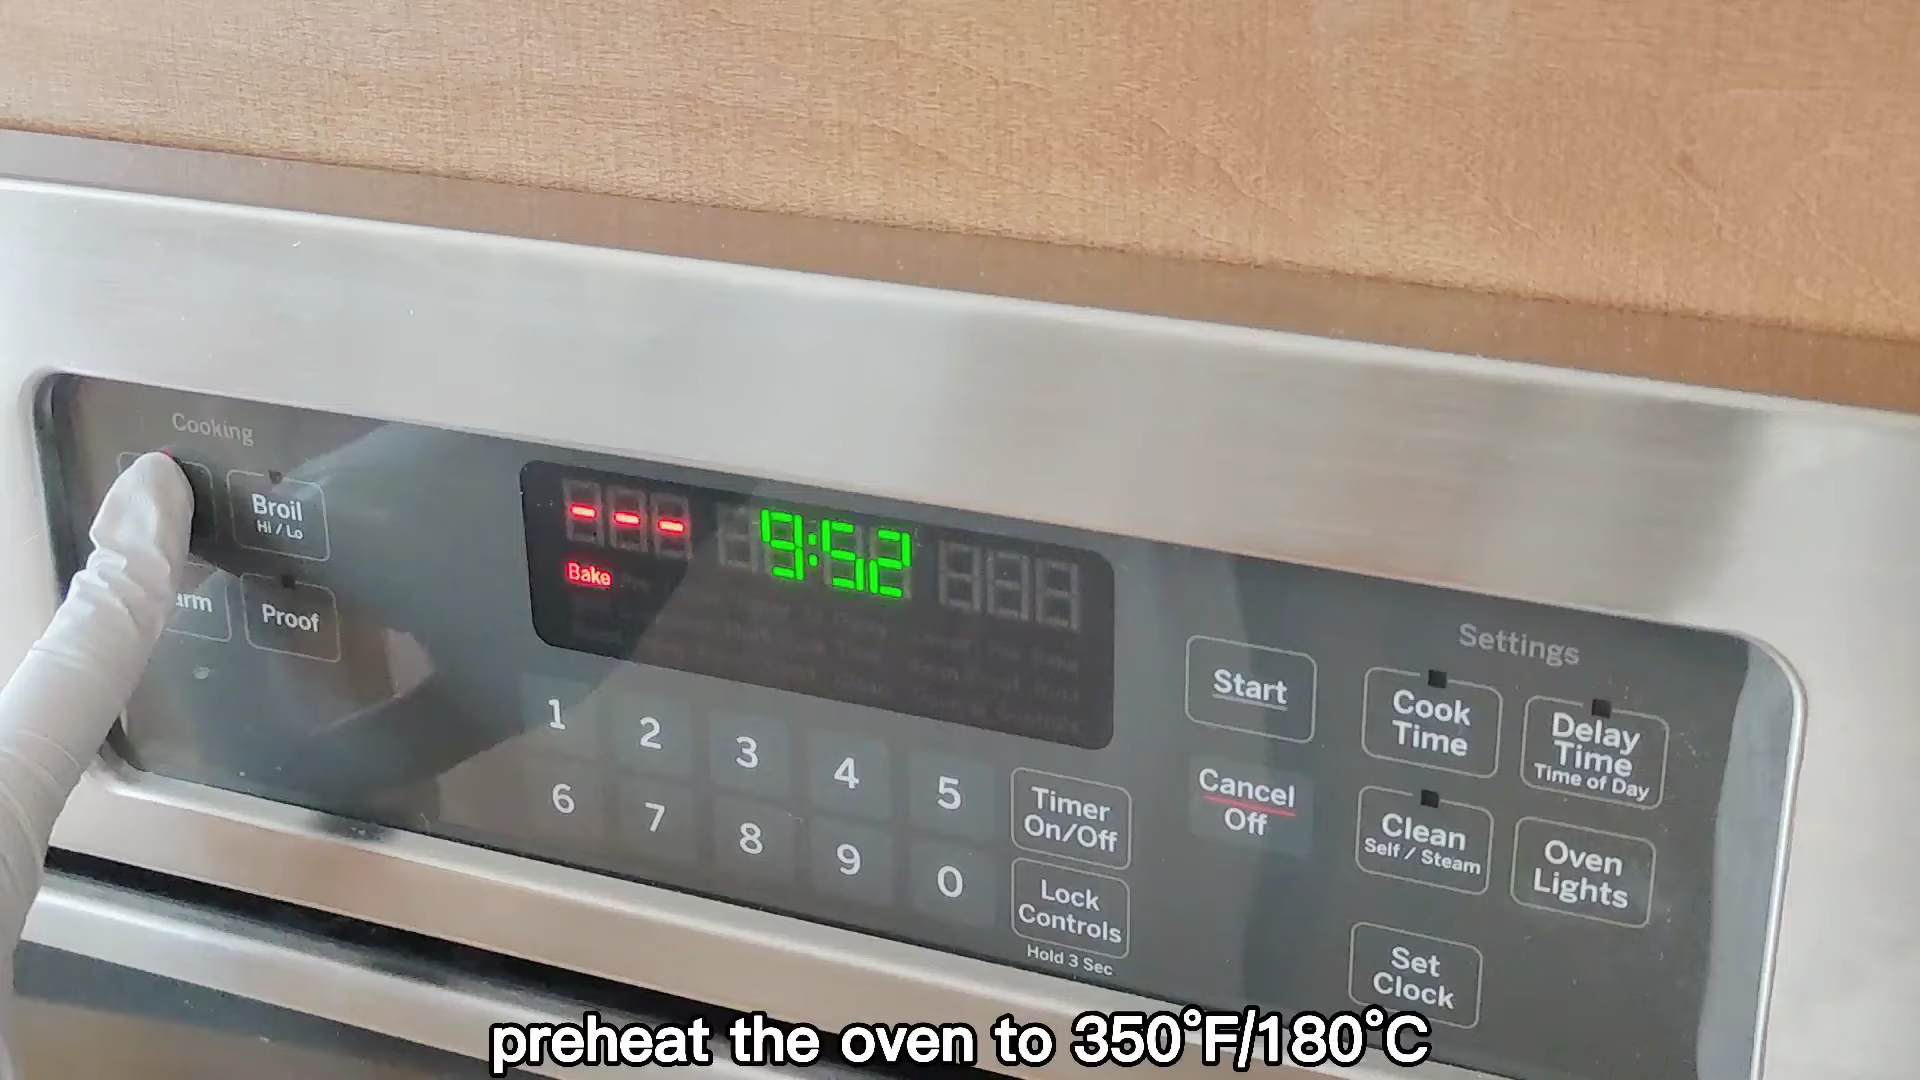 Cooking
Broil
Hi / Lo
arm
Proof
- - -
9:52
Bake
1 2 3 4 5
6 7 8 9 0
Timer
On/Off
Lock
Controls
Hold 3 Sec
Start
Cancel
Off
Settings
Cook
Time
Delay
Time
Time of Day
Clean
Self / Steam
Oven
Lights
Set
Clock
preheat the oven to 350°F/180°C